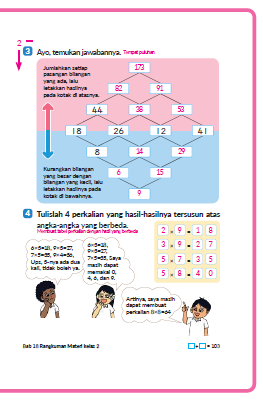 2
3 Ayo, temukan jawabannya. Tempat puluhan
Jumlahkan setiap
pasangan bilangan
yang ada, lalu
letakkan hasilnya
pada kotak di atasnya.
173
82 91
44 38 53
18 26 12 41
8 14 29
6 15
9
Kurangkan bilangan
yang besar dengan
bilangan yang kecil, lalu
letakkan hasilnya pada
kotak di bawahnya.
4 Tulislah 4 perkalian yang hasil-hasilnya tersusun atas
angka-angka yang berbeda.
Membuat tabel perkalian dengan hasil yang berbeda
2 × 9 = 1 8
3 × 9 = 2 7
5 × 7 = 3 5
5 × 8 = 4 0
6×5=30, 9×3=27,
7×5=35, 9×4=36,
Ups, 3-nya ada dua
kali, tidak boleh ya.
6×8=48,
9×3=27,
7×5=35, Saya
masih dapat
memakai 0,
4, 6, dan 9.
Artinya, saya masih
dapat membuat
perkalian 8×8=64
Bab 18 Rangkuman Materi kelas 2
= 103